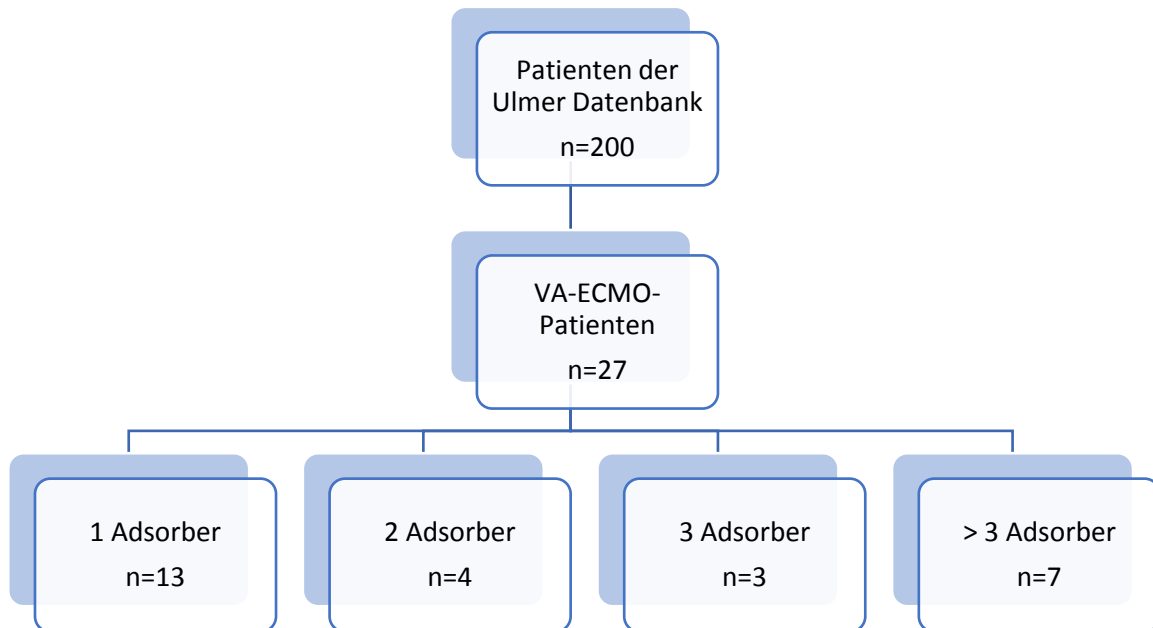 Patienten der
Ulmer Datenbank
n=200
VA-ECMO-
Patienten
n=27
1 Adsorber
n=13
2 Adsorber
n=4
3 Adsorber
n=3
> 3 Adsorber
n=7